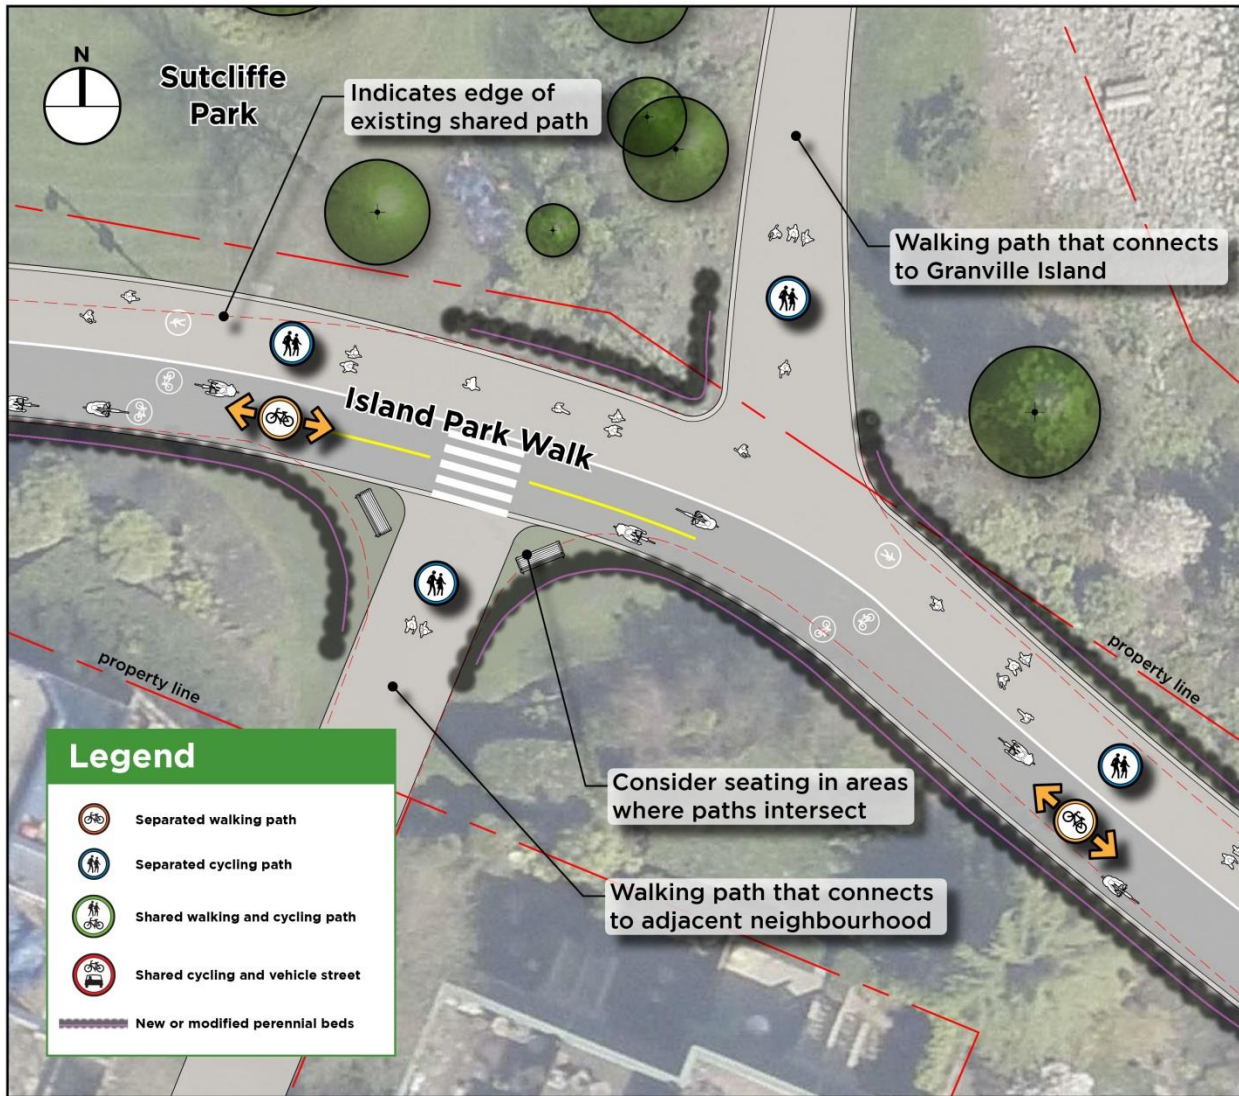 N
Sutcliffe
Park
Indicates edge of
existing shared path
Walking path that connects
to Granville Island
Island Park Walk
property line
property line
Legend
Separated walking path
Separated cycling path
Shared walking and cycling path
Shared cycling and vehicle street
New or modified perennial beds
Consider seating in areas
where paths intersect
Walking path that connects
to adjacent neighbourhood